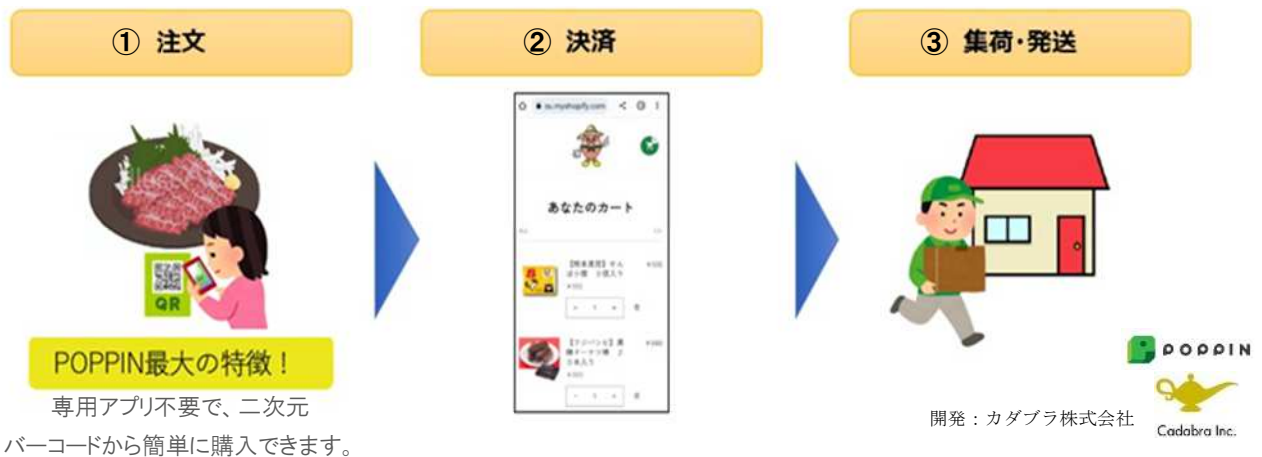 ① 注文
② 決済
③ 集荷・発送
QR
POPPIN最大の特徴！
専用アプリ不要で、二次元
バーコードから簡単に購入できます。
su.myshopify.com
あなたのカート
POPPIN
開発：カダブラ株式会社
Cadabra Inc.